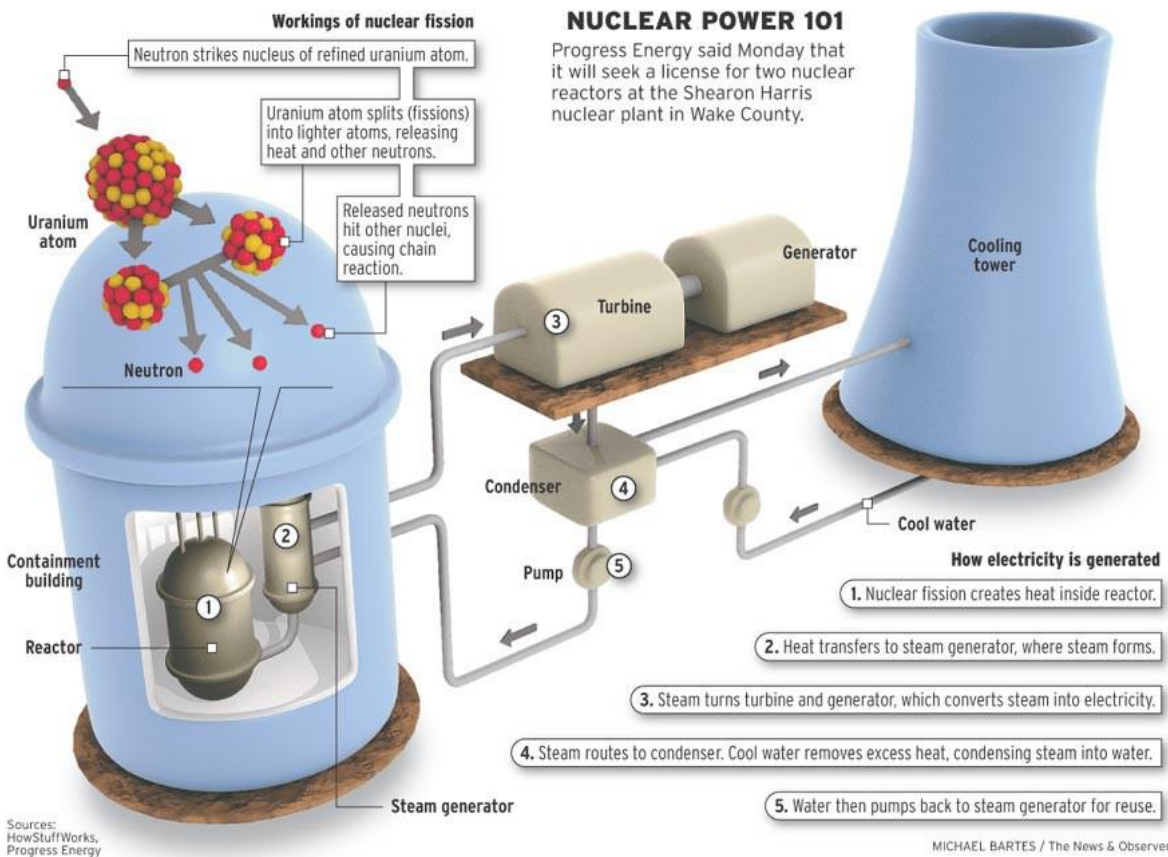 Workings of nuclear fission
Neutron strikes nucleus of refined uranium atom.
Uranium atom splits (fissions)
into lighter atoms, releasing
heat and other neutrons.
Released neutrons
hit other nuclei,
causing chain
reaction.
Uranium
atom
Neutron
NUCLEAR POWER 101
Progress Energy said Monday that
it will seek a license for two nuclear
reactors at the Shearon Harris
nuclear plant in Wake County.
Generator
Turbine
3
Cooling
tower
Condenser
4
Cool water
Pump
5
Containment
building
2
1
Reactor
Steam generator
How electricity is generated
1. Nuclear fission creates heat inside reactor.
2. Heat transfers to steam generator, where steam forms.
3. Steam turns turbine and generator, which converts steam into electricity.
4. Steam routes to condenser. Cool water removes excess heat, condensing steam into water.
5. Water then pumps back to steam generator for reuse.
Sources:
HowStuffWorks,
Progress Energy
MICHAEL BARTES / The News & Observer